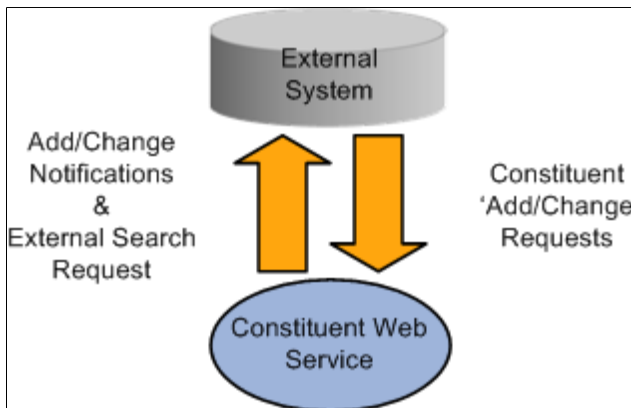 External
System
Add/Change
Notifications
&
External Search
Request
Constituent
‘Add/Change
Requests
Constituent Web
Service